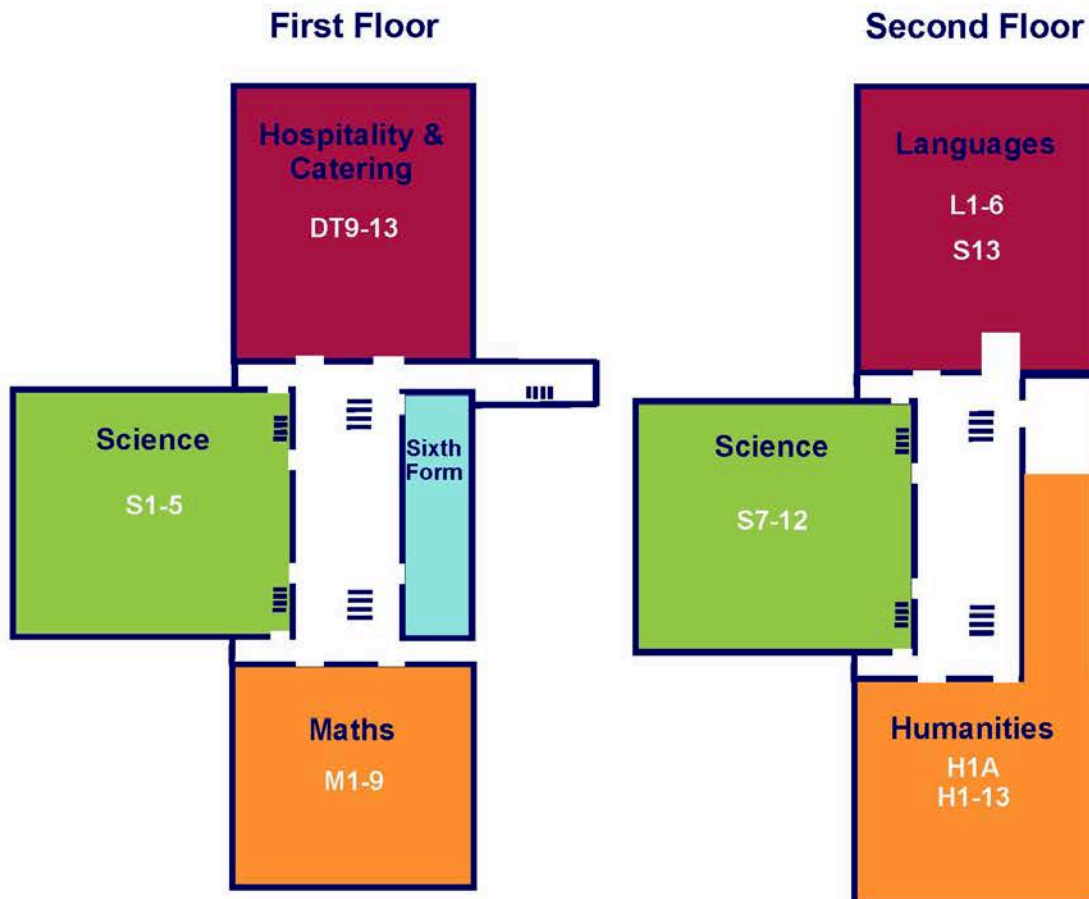 First Floor
Hospitality &
Catering
DT9-13
Science
S1-5
Sixth
Form
Maths
M1-9
Second Floor
Languages
L1-6
S13
Science
S7-12
Humanities
H1A
H1-13